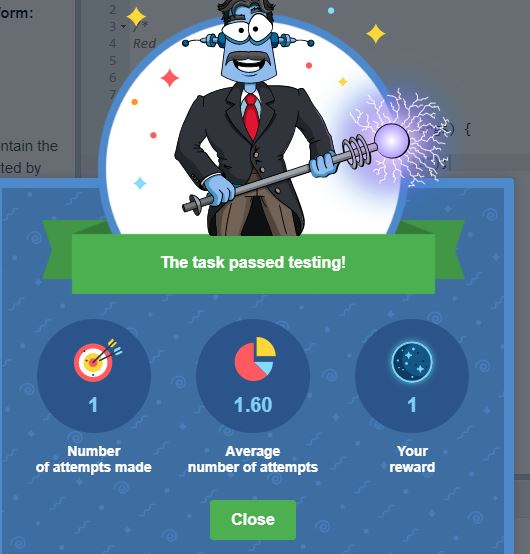 form:
2
3
/*
4
Red
5
6
7
) {
ntain the
ted by
The task passed testing!
1
Number
of attempts made
1.60
Average
number of attempts
1
Your
reward
Close